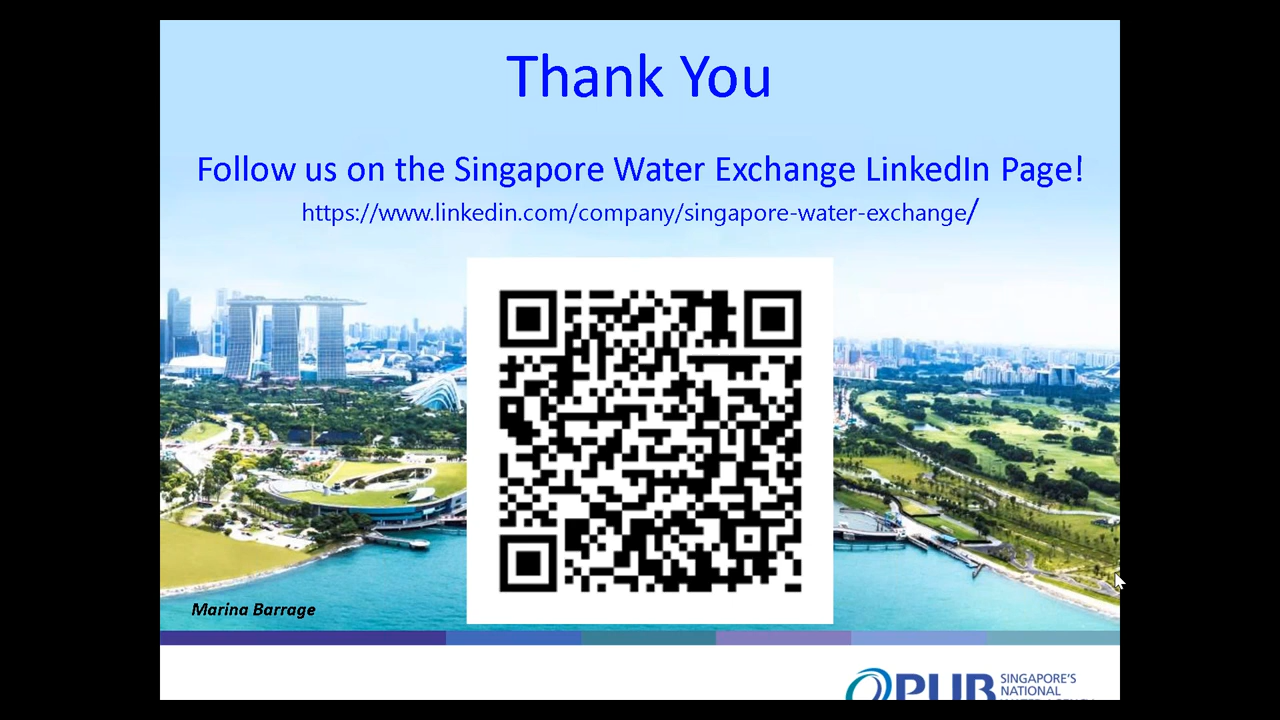 Thank You
Follow us on the Singapore Water Exchange LinkedIn Page!
https://www.linkedin.com/company/singapore-water-exchange/
Marina Barrage
PUB
SINGAPORE'S
NATIONAL